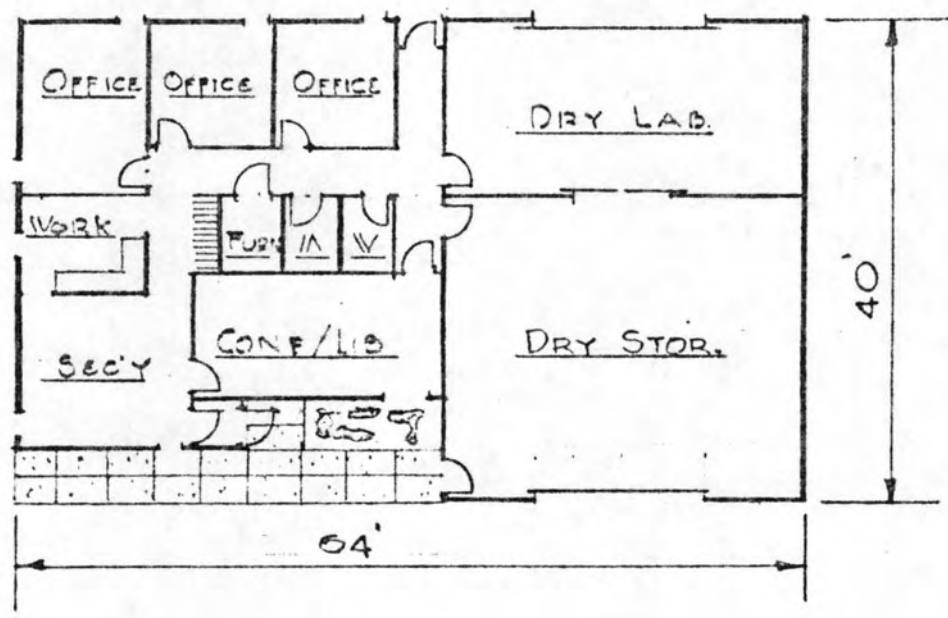 OFFICE OFFICE OFFICE
DRY LAB.
WORK
FURN M W
CONF/LIB
DRY STOR.
SEC'Y
40'
64'